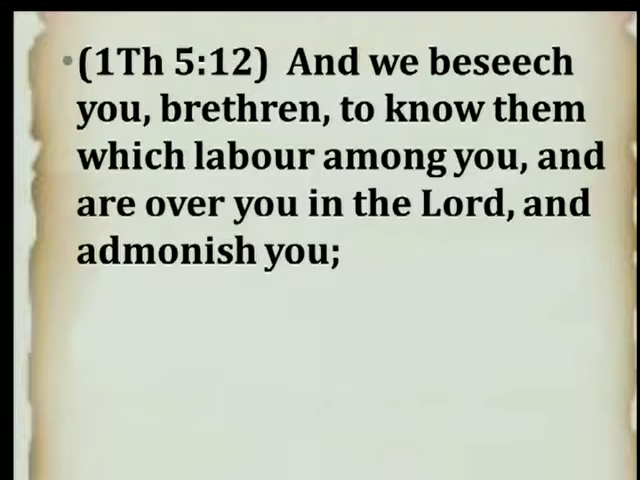 •(1Th 5:12)  And we beseech
you, brethren, to know them
which labour among you, and
are over you in the Lord, and
admonish you;